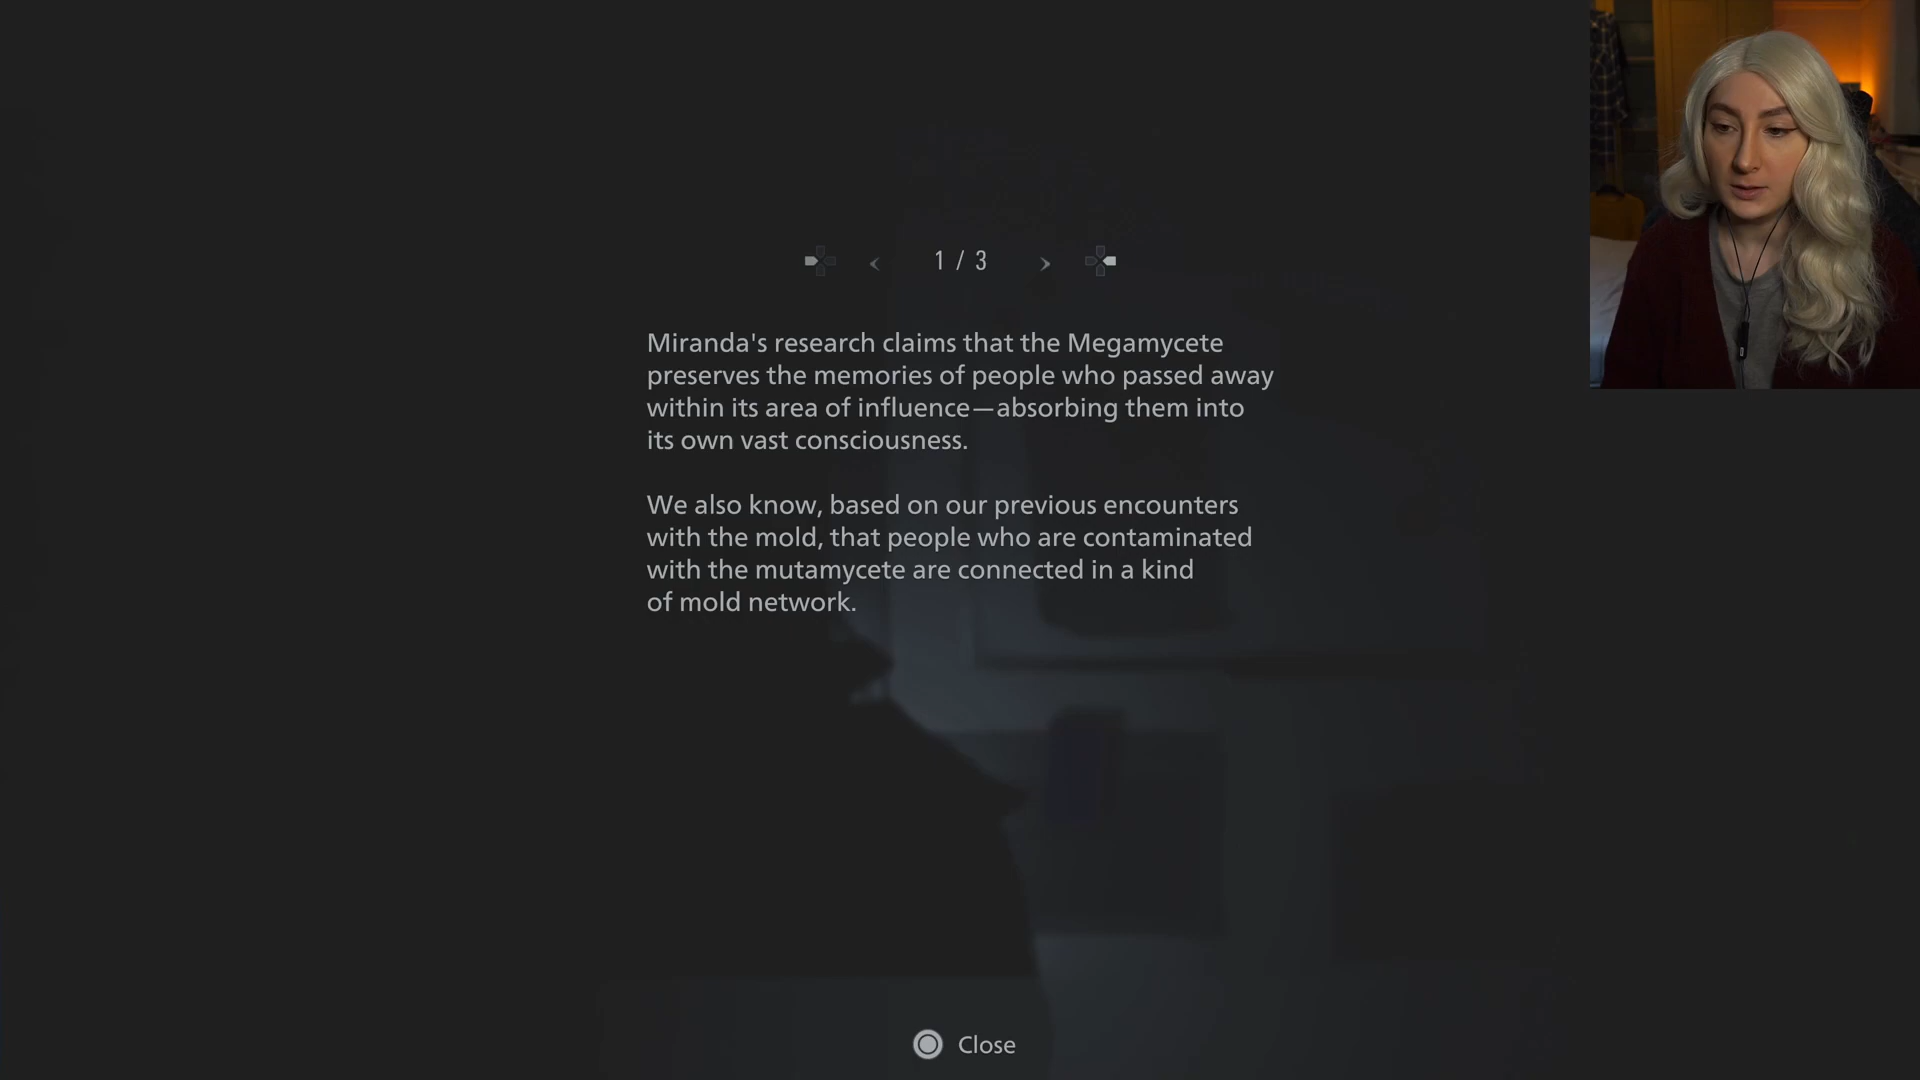 1 / 3
Miranda's research claims that the Megamycete
preserves the memories of people who passed away
within its area of influence—absorbing them into
its own vast consciousness.
We also know, based on our previous encounters
with the mold, that people who are contaminated
with the mutamycete are connected in a kind
of mold network.
Close